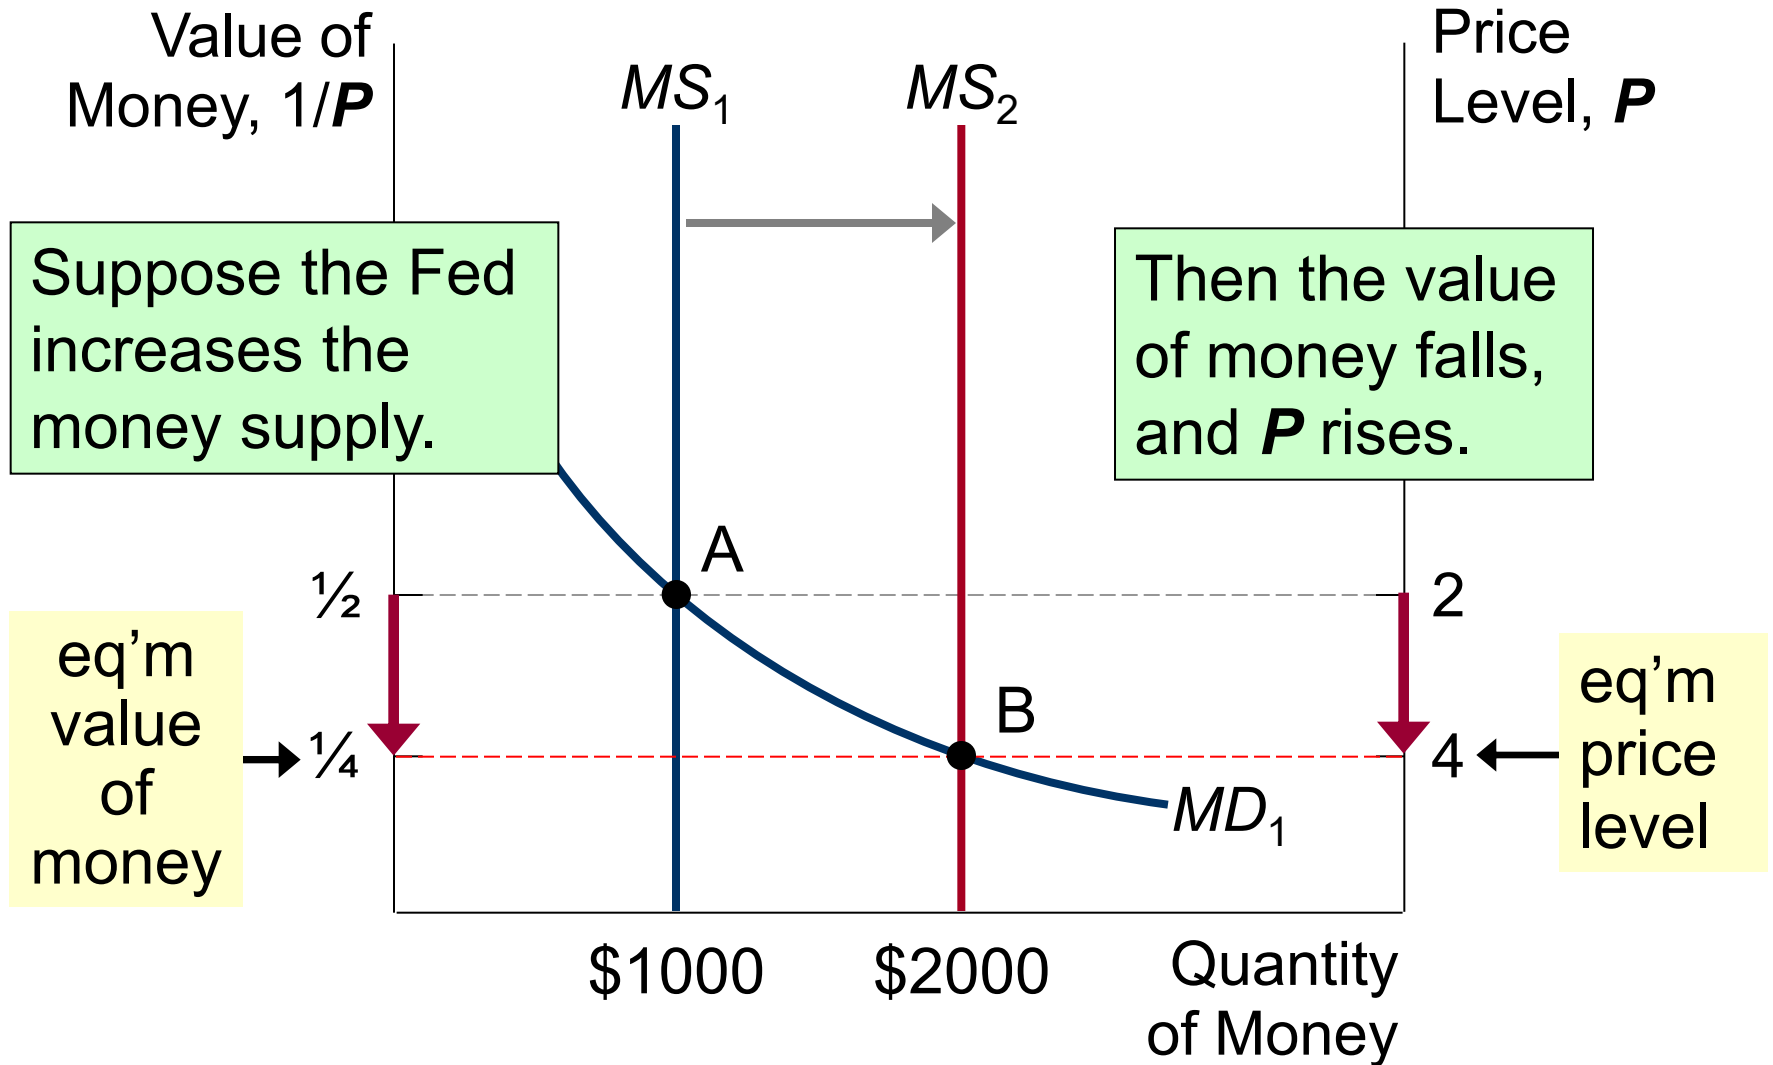 Value of
Money, 1/P
Price
Level, P
MS₁
MS₂
Suppose the Fed
increases the
money supply.
Then the value
of money falls,
and P rises.
A
½
2
eq’m
value
of
money
B
¼
4
eq’m
price
level
MD₁
$1000
$2000
Quantity
of Money